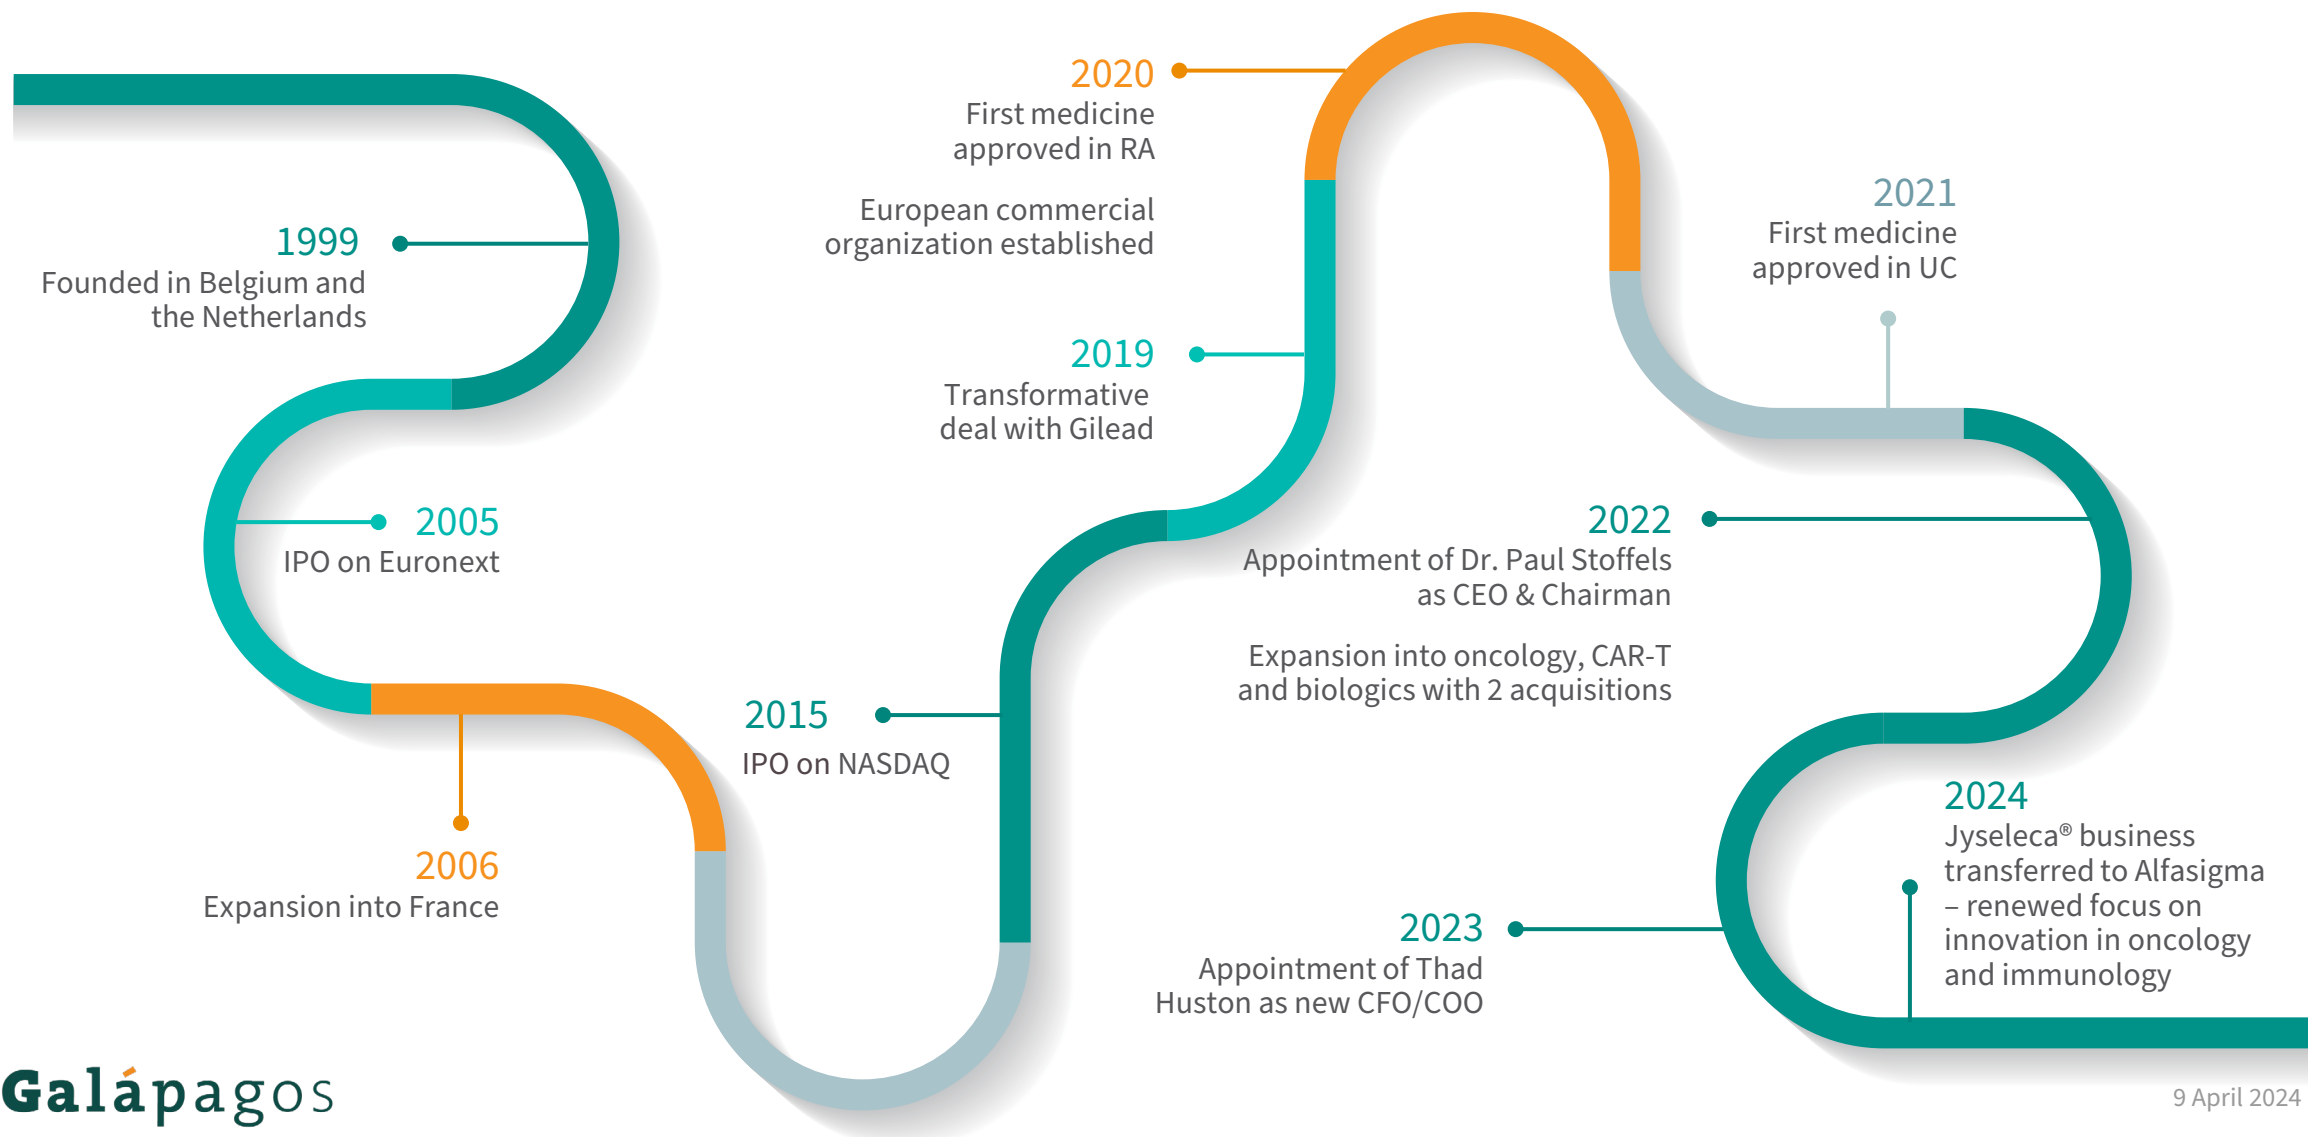 1999
Founded in Belgium and
the Netherlands
2005
IPO on Euronext
2006
Expansion into France
2015
IPO on NASDAQ
2019
Transformative
deal with Gilead
2020
First medicine
approved in RA
European commercial
organization established
2021
First medicine
approved in UC
2022
Appointment of Dr. Paul Stoffels
as CEO & Chairman
Expansion into oncology, CAR-T
and biologics with 2 acquisitions
2023
Appointment of Thad
Huston as new CFO/COO
2024
Jyseleca® business
transferred to Alfasigma
– renewed focus on
innovation in oncology
and immunology
Galápagos
9 April 2024